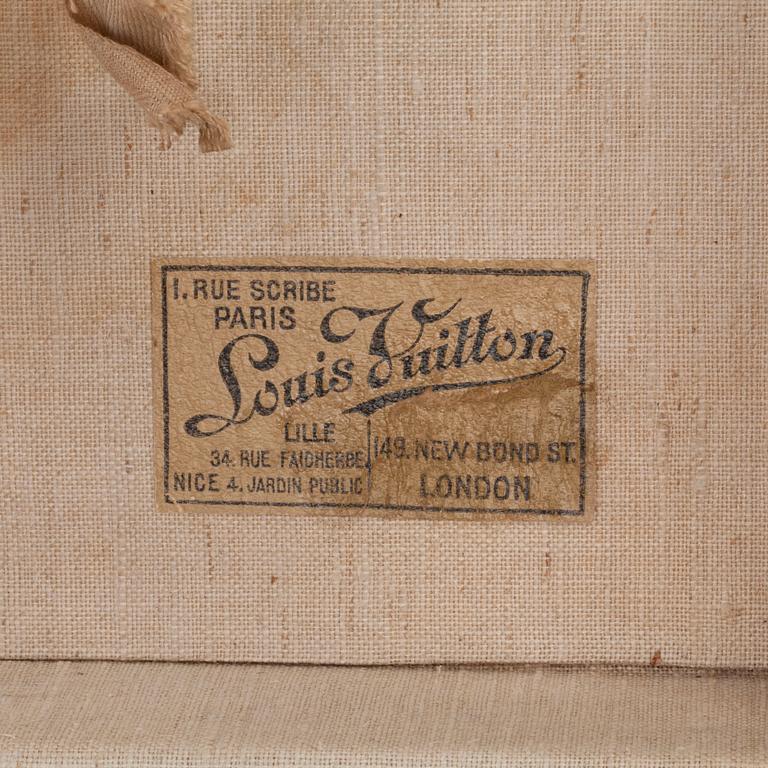 1. RUE SCRIBE
PARIS
Louis Vuitton
LILLE
34. RUE FAIDHERBE
NICE 4. JARDIN PUBLIC
149. NEW BOND ST.
LONDON